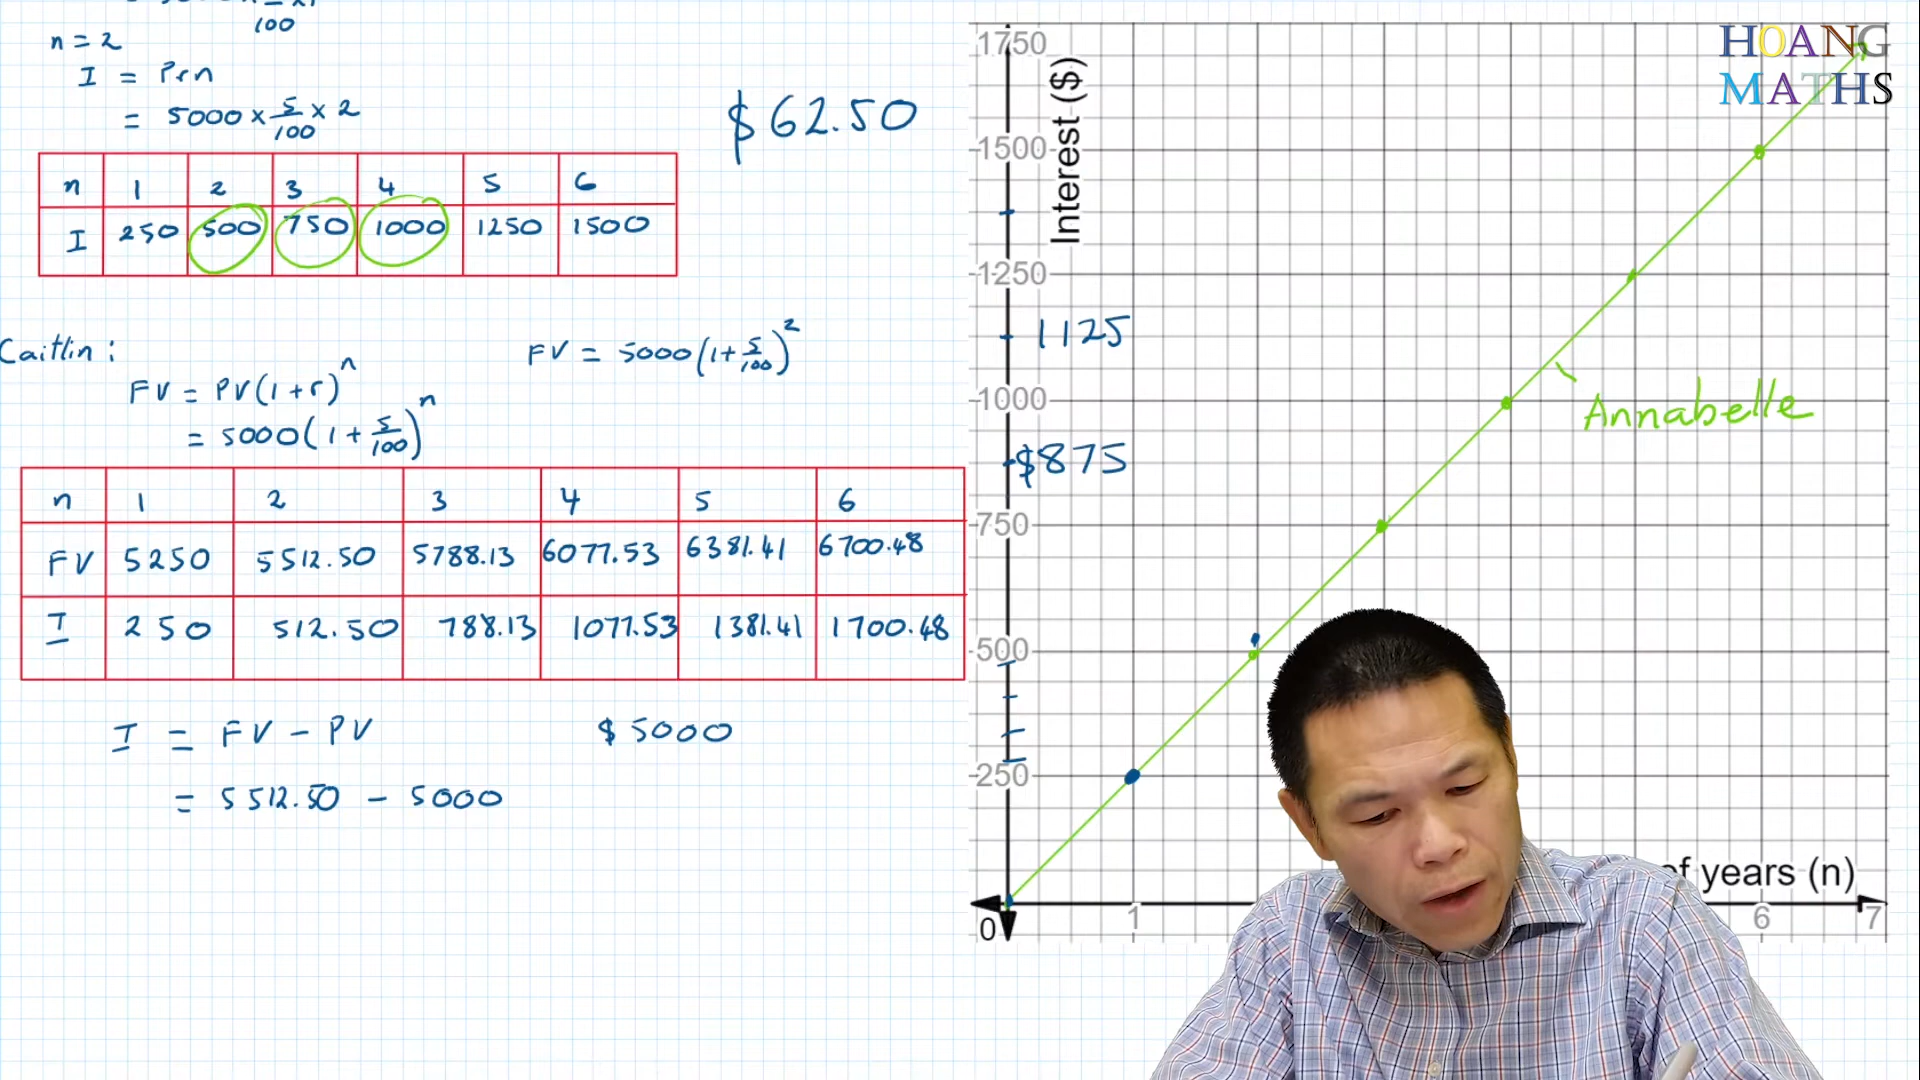 100
n = 2
I = Prn
= 5000 × 5/100 × 2
$62.50
n 1 2 3 4 5 6
I 250 500 750 1000 1250 1500
Caitlin:
FV = PV(1+r)^n
= 5000(1+5/100)^n
FV = 5000(1+5/100)^2
n 1 2 3 4 5 6
FV 5250 5512.50 5788.13 6077.53 6381.41 6700.48
I 250 512.50 788.13 1077.53 1381.41 1700.48
I = FV - PV
= 5512.50 - 5000
$5000
HOANG
MATHS
Interest ($)
1750
1500
1250
1125
1000
$875
750
500
250
Annabelle
of years (n)
0 1 6 7